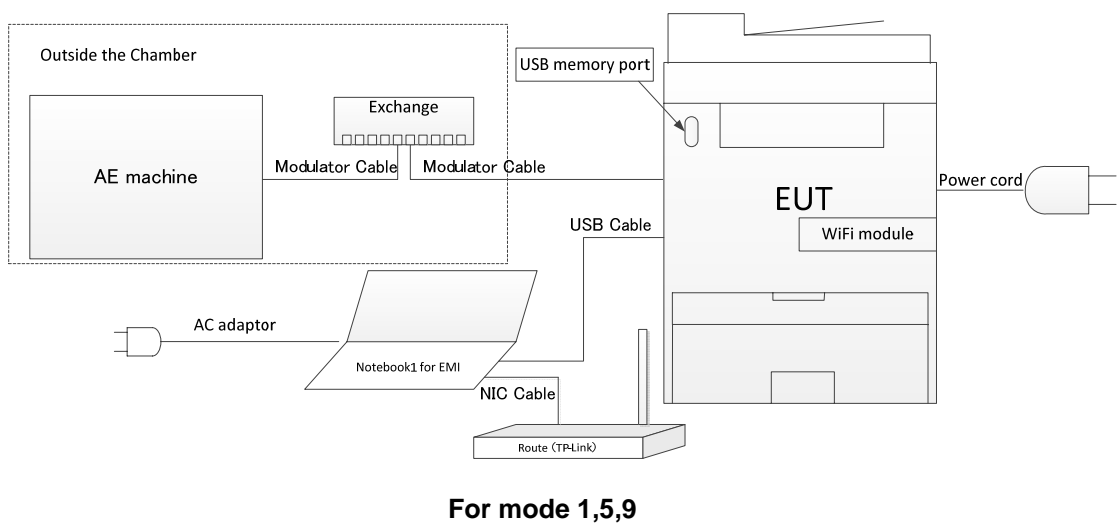 Outside the Chamber
USB memory port
Exchange
AE machine
Modulator Cable
Modulator Cable
EUT
Power cord
USB Cable
WiFi module
AC adaptor
Notebook1 for EMI
NIC Cable
Route (TP-Link)
For mode 1,5,9